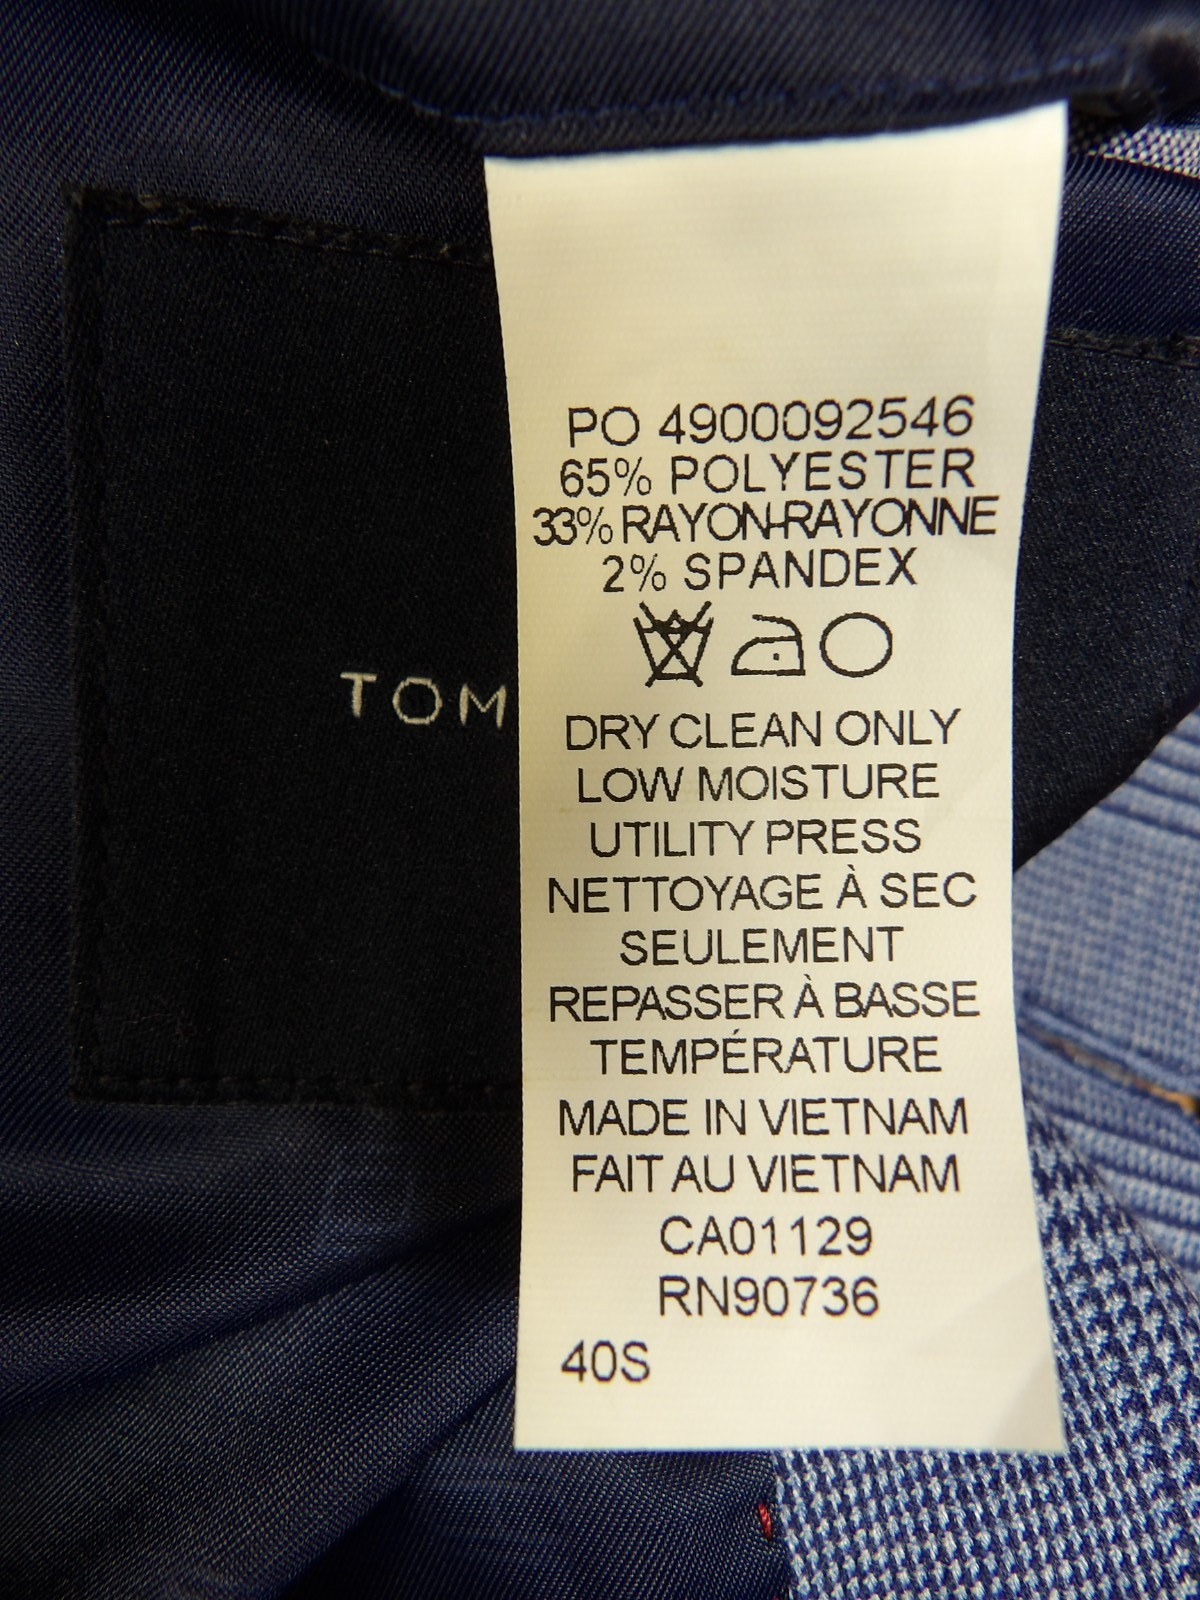 PO 4900092546
65% POLYESTER
33% RAYON-RAYONNE
2% SPANDEX
DRY CLEAN ONLY
LOW MOISTURE
UTILITY PRESS
NETTOYAGE À SEC
SEULEMENT
REPASSER À BASSE
TEMPÉRATURE
MADE IN VIETNAM
FAIT AU VIETNAM
CA01129
RN90736
40S
TOM